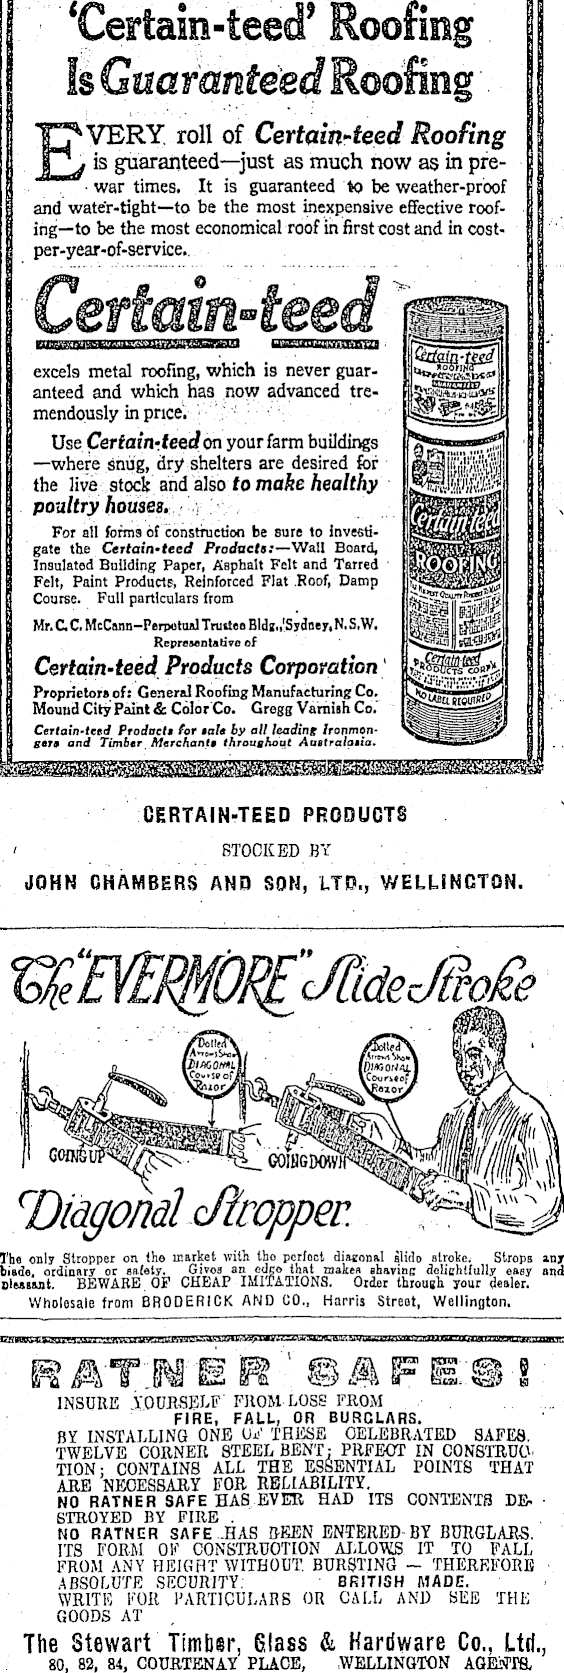 'Certain-teed' Roofing
Is Guaranteed Roofing
EVERY roll of Certain-teed Roofing
is guaranteed—just as much now as in pre-
war times. It is guaranteed to be weather-proof
and water-tight—to be the most inexpensive effective roof-
ing—to be the most economical roof in first cost and in cost-
per-year-of-service.
Certain-teed
excels metal roofing, which is never guar-
anteed and which has now advanced tre-
mendously in price.
Use Certain-teed on your farm buildings
—where snug, dry shelters are desired for
the live stock and also to make healthy
poultry houses.
For all forms of construction be sure to investi-
gate the Certain-teed Products:—Wall Board,
Insulated Building Paper, Asphalt Felt and Tarred
Felt, Paint Products, Reinforced Flat Roof, Damp
Course. Full particulars from
Mr. C. C. McCann—Perpetual Trustee Bldg., Sydney, N.S.W.
Representative of
Certain-teed Products Corporation
Proprietors of: General Roofing Manufacturing Co.
Mound City Paint & Color Co. Gregg Varnish Co.
Certain-teed Products for sale by all leading Ironmon-
gers and Timber Merchants throughout Australasia.
Certain-teed
ROOFING
GUARANTEED
Certain-teed
ROOFING
Certain-teed
PRODUCTS CORP'N
NO LABEL REQUIRED
CERTAIN-TEED PRODUCTS
STOCKED BY
JOHN CHAMBERS AND SON, LTD., WELLINGTON.
The "EVERMORE" Slide-Stroke
Dotted
Arrows Show
DIAGONAL
Course of
Razor
Dotted
Arrows Show
DIAGONAL
Course of
Razor
GOING UP
GOING DOWN
Diagonal Stropper.
The only Stropper on the market with the perfect diagonal slide stroke. Strops any
blade, ordinary or safety. Gives an edge that makes shaving delightfully easy and
pleasant. BEWARE OF CHEAP IMITATIONS. Order through your dealer.
Wholesale from BRODERICK AND CO., Harris Street, Wellington.
RATNER SAFES!
INSURE YOURSELF FROM LOSS FROM
FIRE, FALL, OR BURGLARS.
BY INSTALLING ONE OF THESE CELEBRATED SAFES.
TWELVE CORNER STEEL BENT; PRFECT IN CONSTRUC-
TION; CONTAINS ALL THE ESSENTIAL POINTS THAT
ARE NECESSARY FOR RELIABILITY.
NO RATNER SAFE HAS EVER HAD ITS CONTENTS DE-
STROYED BY FIRE.
NO RATNER SAFE HAS BEEN ENTERED BY BURGLARS.
ITS FORM OF CONSTRUCTION ALLOWS IT TO FALL
FROM ANY HEIGHT WITHOUT BURSTING — THEREFORE
ABSOLUTE SECURITY. BRITISH MADE.
WRITE FOR PARTICULARS OR CALL AND SEE THE
GOODS AT
The Stewart Timber, Glass & Hardware Co., Ltd.,
80, 82, 84, COURTENAY PLACE, WELLINGTON AGENTS.